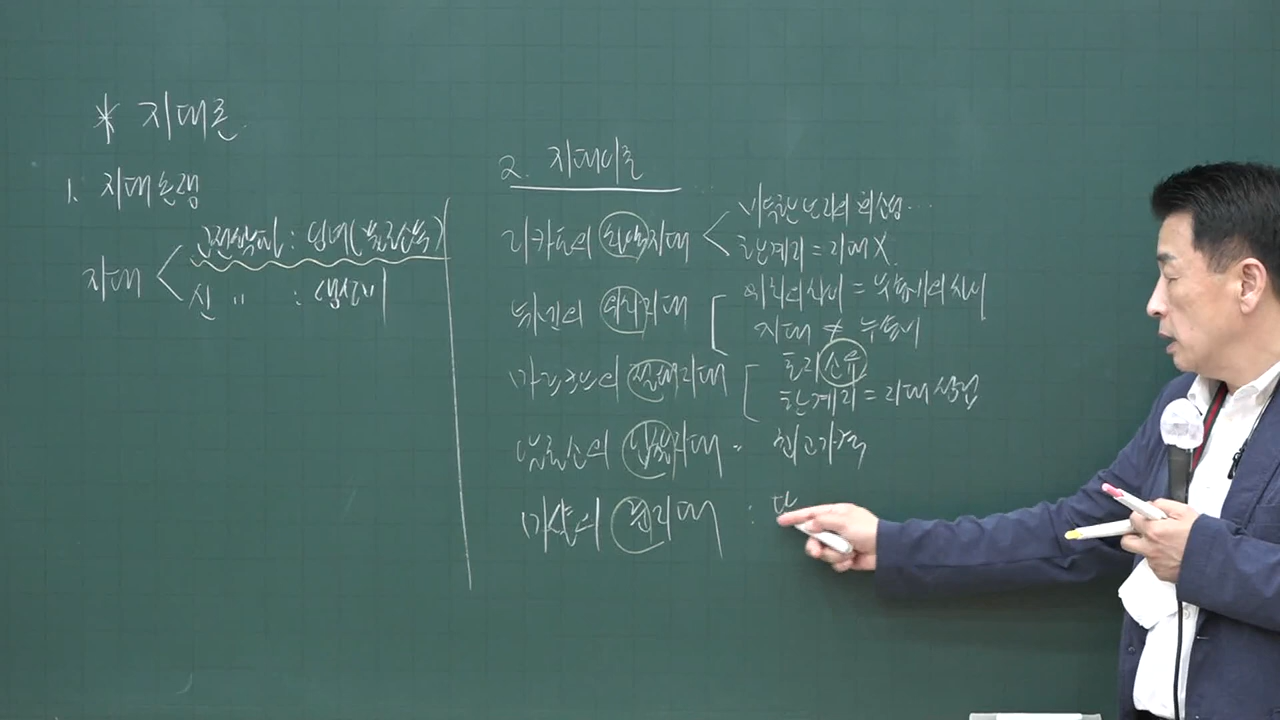 * 지대론
1. 지대논쟁
지대
고전학파 : 잉여(불로소득)
신 〃 : 생산비
2. 지대이론
리카도의 차액지대
비옥한 토지의 희소성...
한계지 = 지대 X
튀넨의 위치지대
위치의 차이 = 수송비의 차이
지대 ≠ 수송비
마르크스의 절대지대
토지 소유
한계지 = 지대 성립
알론소의 입찰지대 - 최고가격
마샬의 준지대 : 단